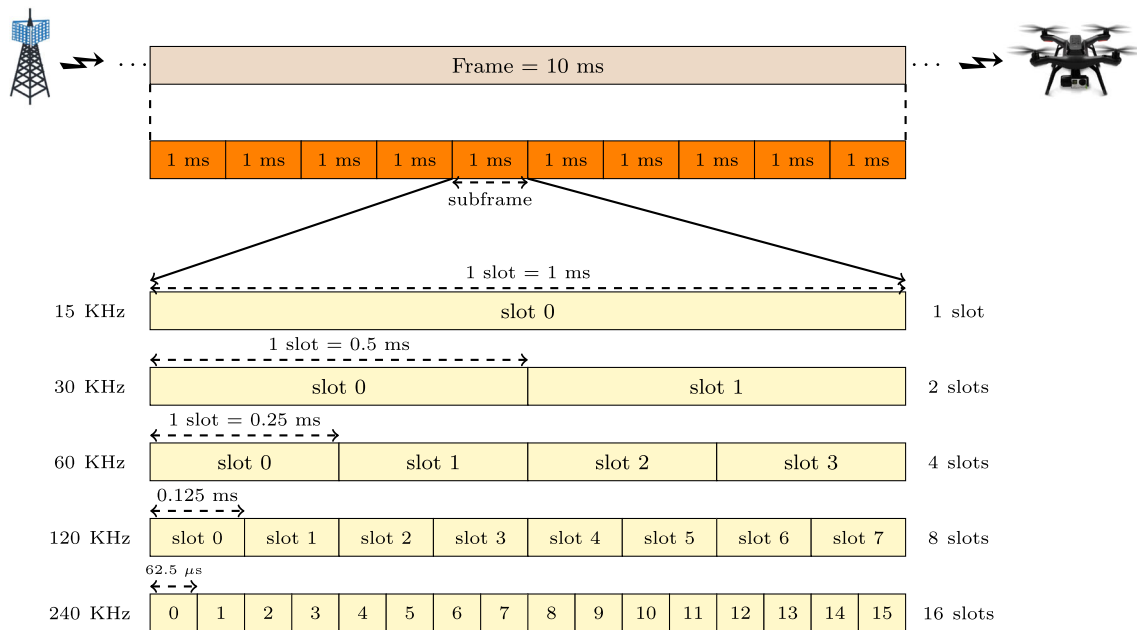 ... Frame = 10 ms ...
1 ms 1 ms 1 ms 1 ms 1 ms 1 ms 1 ms 1 ms 1 ms 1 ms
subframe
1 slot = 1 ms
15 KHz slot 0 1 slot
1 slot = 0.5 ms
30 KHz slot 0 slot 1 2 slots
1 slot = 0.25 ms
60 KHz slot 0 slot 1 slot 2 slot 3 4 slots
0.125 ms
120 KHz slot 0 slot 1 slot 2 slot 3 slot 4 slot 5 slot 6 slot 7 8 slots
62.5 μs
240 KHz 0 1 2 3 4 5 6 7 8 9 10 11 12 13 14 15 16 slots